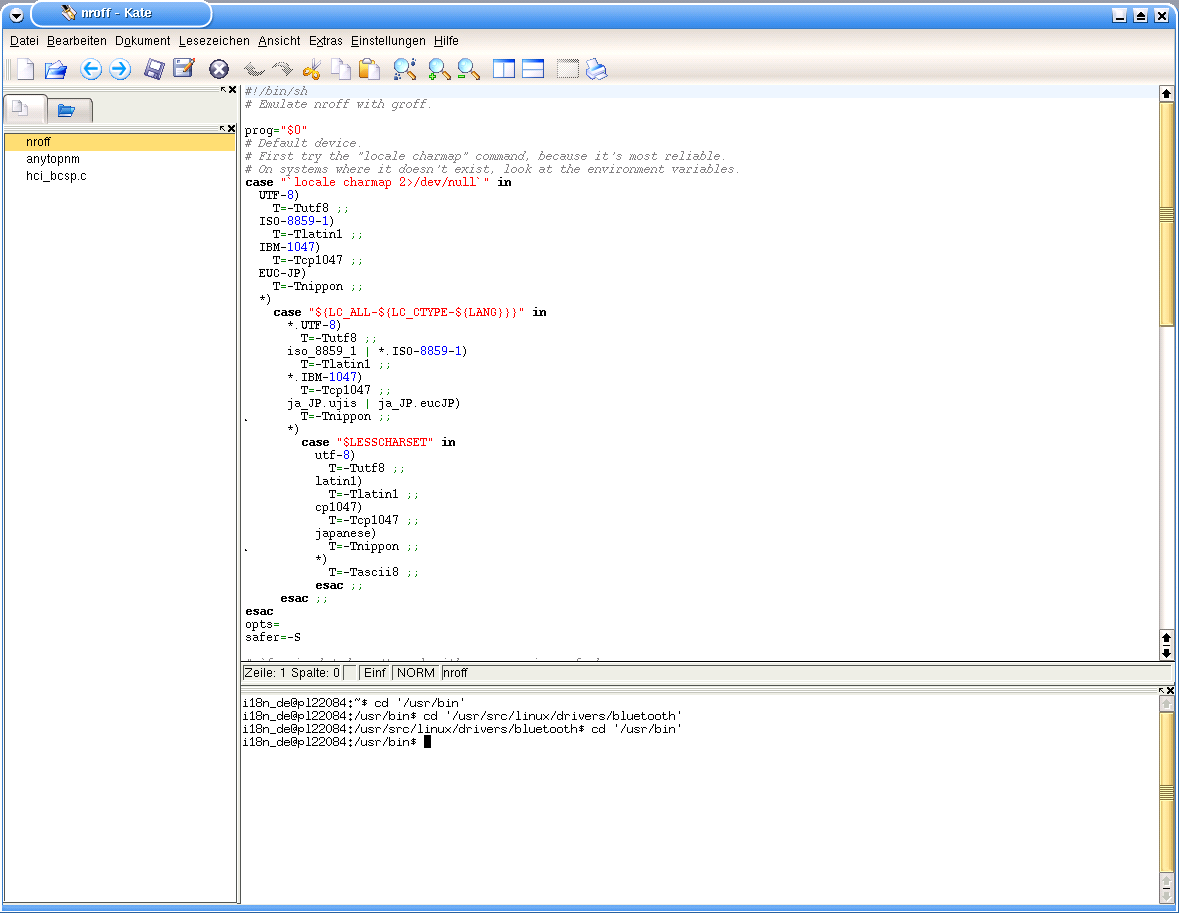 nroff - Kate
Datei Bearbeiten Dokument Lesezeichen Ansicht Extras Einstellungen Hilfe
nroff
anytopnm
hci_bcsp.c
#!/bin/sh
# Emulate nroff with groff.
prog="$0"
# Default device.
# First try the "locale charmap" command, because it's most reliable.
# On systems where it doesn't exist, look at the environment variables.
case "`locale charmap 2>/dev/null`" in
UTF-8)
T=-Tutf8 ;;
ISO-8859-1)
T=-Tlatin1 ;;
IBM-1047)
T=-Tcp1047 ;;
EUC-JP)
T=-Tnippon ;;
*)
case "${LC_ALL-${LC_CTYPE-${LANG}}}" in
*.UTF-8)
T=-Tutf8 ;;
iso_8859_1 | *.ISO-8859-1)
T=-Tlatin1 ;;
*.IBM-1047)
T=-Tcp1047 ;;
ja_JP.ujis | ja_JP.eucJP)
T=-Tnippon ;;
*)
case "$LESSCHARSET" in
utf-8)
T=-Tutf8 ;;
latin1)
T=-Tlatin1 ;;
cp1047)
T=-Tcp1047 ;;
japanese)
T=-Tnippon ;;
*)
T=-Tascii8 ;;
esac ;;
esac ;;
esac
opts=
safer=-S
Zeile: 1 Spalte: 0 Einf NORM nroff
i18n_de@pl22084:~$ cd '/usr/bin'
i18n_de@pl22084:/usr/bin$ cd '/usr/src/linux/drivers/bluetooth'
i18n_de@pl22084:/usr/src/linux/drivers/bluetooth$ cd '/usr/bin'
i18n_de@pl22084:/usr/bin$